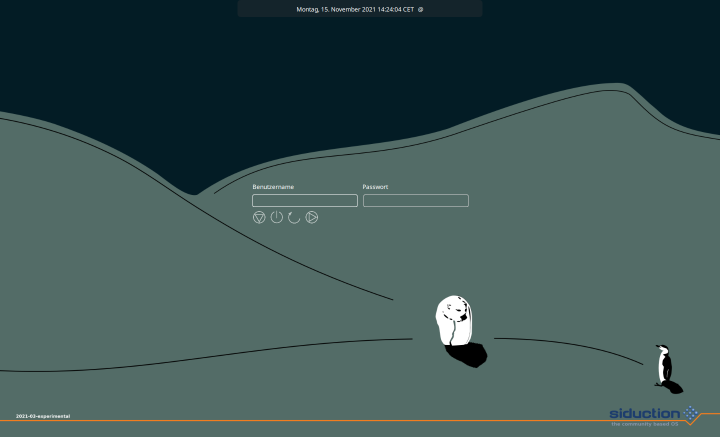 Montag, 15. November 2021 14:24:04 CET @
Benutzername Passwort
2021-03-experimental
siduction
the community based OS